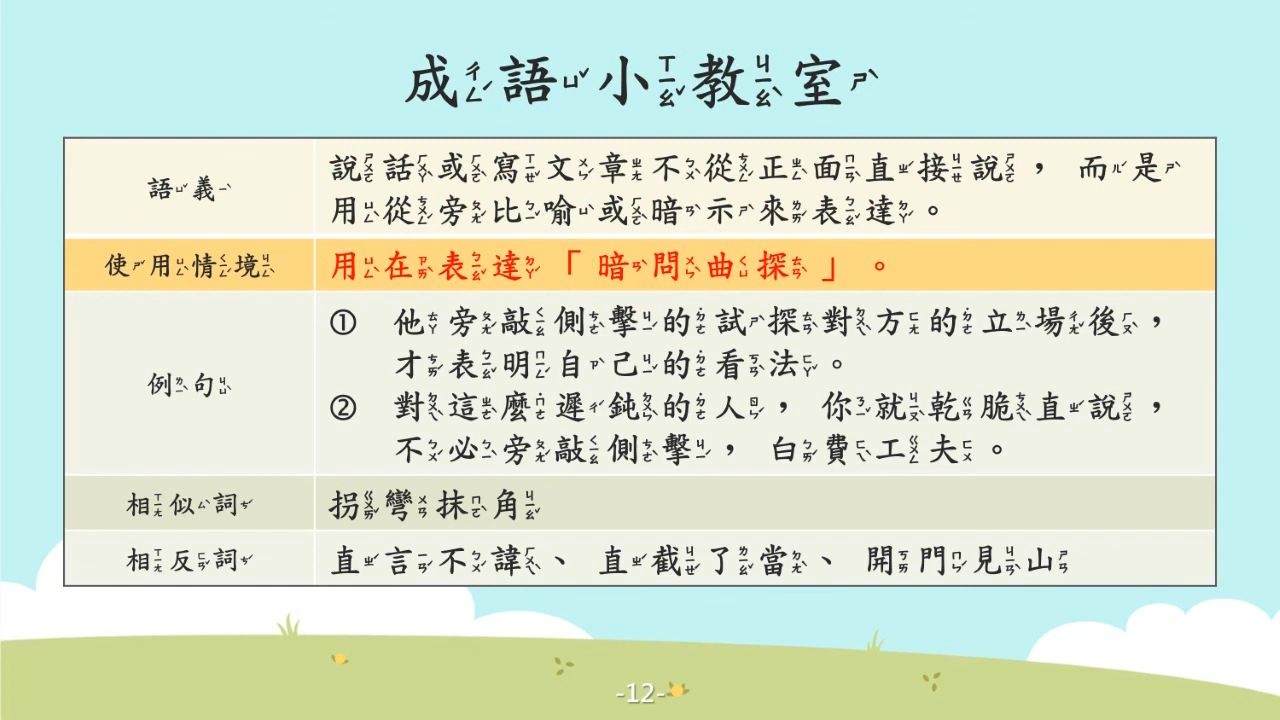 成語小教室
語義
說話或寫文章不從正面直接說，而是
用從旁比喻或暗示來表達。
使用情境
用在表達「暗問曲探」。
例句
① 他旁敲側擊的試探對方的立場後，
才表明自己的看法。
② 對這麼遲鈍的人，你就乾脆直說，
不必旁敲側擊，白費工夫。
相似詞
拐彎抹角
相反詞
直言不諱、直截了當、開門見山
-12-